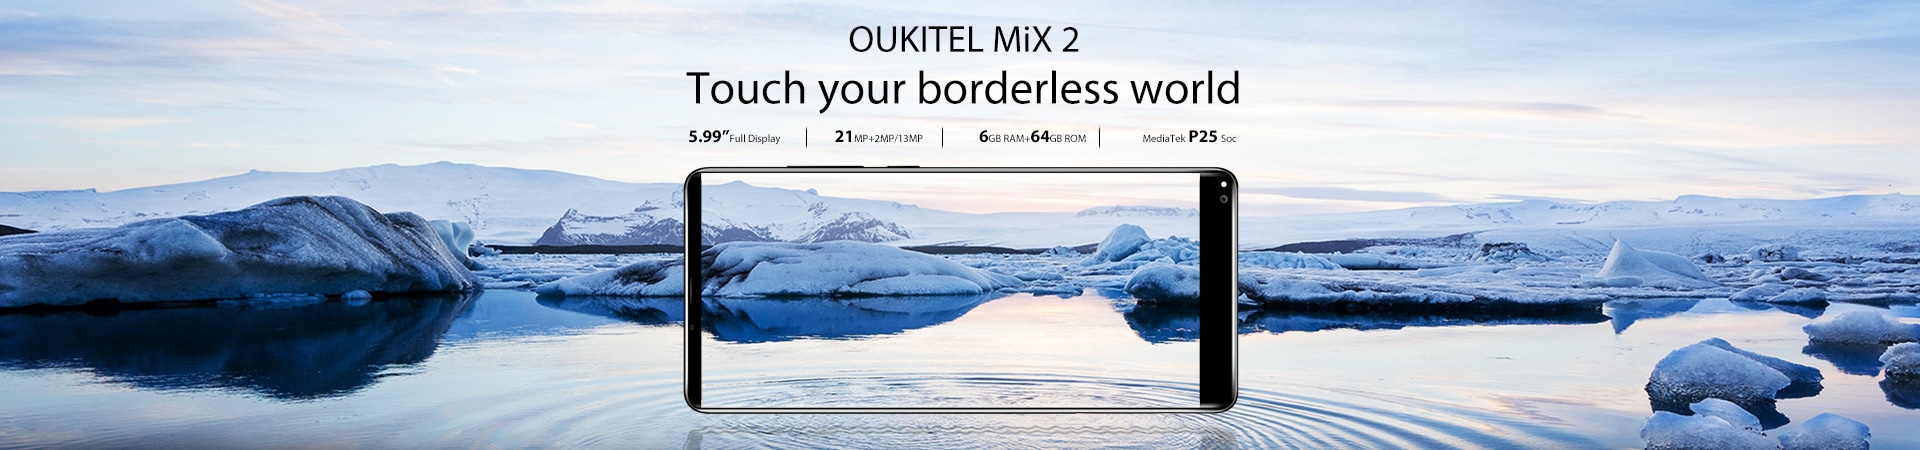 OUKITEL MiX 2
Touch your borderless world
5.99″Full Display | 21MP+2MP/13MP | 6GB RAM+64GB ROM | MediaTek P25 Soc